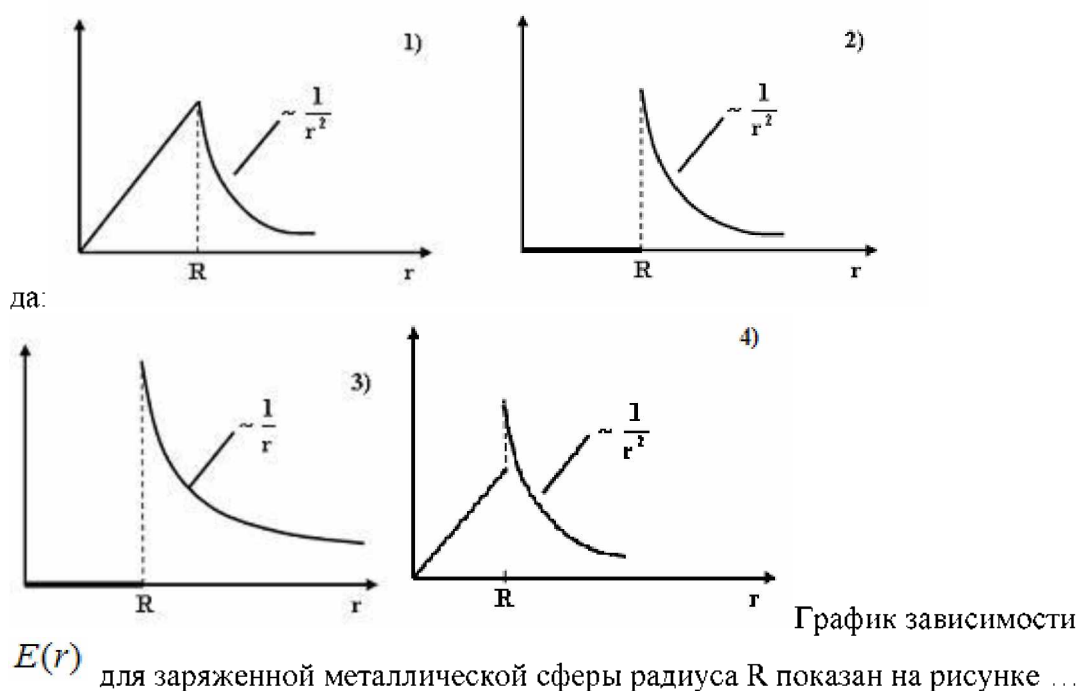 1)
~ 1/r²
R
r
2)
~ 1/r²
R
r
да:
3)
~ 1/r
R
r
4)
~ 1/r²
R
r
График зависимости
E(r) для заряженной металлической сферы радиуса R показан на рисунке ...